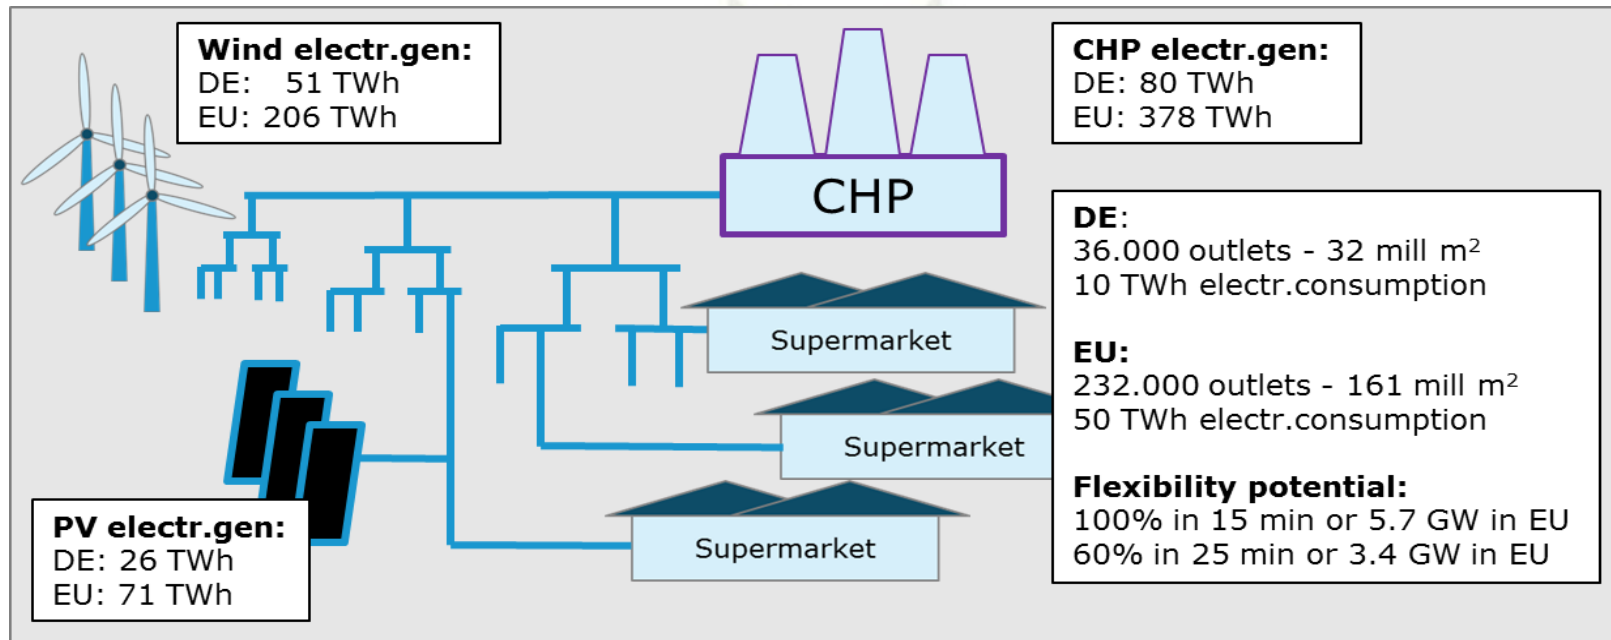 Wind electr.gen:
DE: 51 TWh
EU: 206 TWh
CHP
CHP electr.gen:
DE: 80 TWh
EU: 378 TWh
DE:
36.000 outlets - 32 mill m²
10 TWh electr.consumption
EU:
232.000 outlets - 161 mill m²
50 TWh electr.consumption
Flexibility potential:
100% in 15 min or 5.7 GW in EU
60% in 25 min or 3.4 GW in EU
Supermarket
Supermarket
Supermarket
PV electr.gen:
DE: 26 TWh
EU: 71 TWh